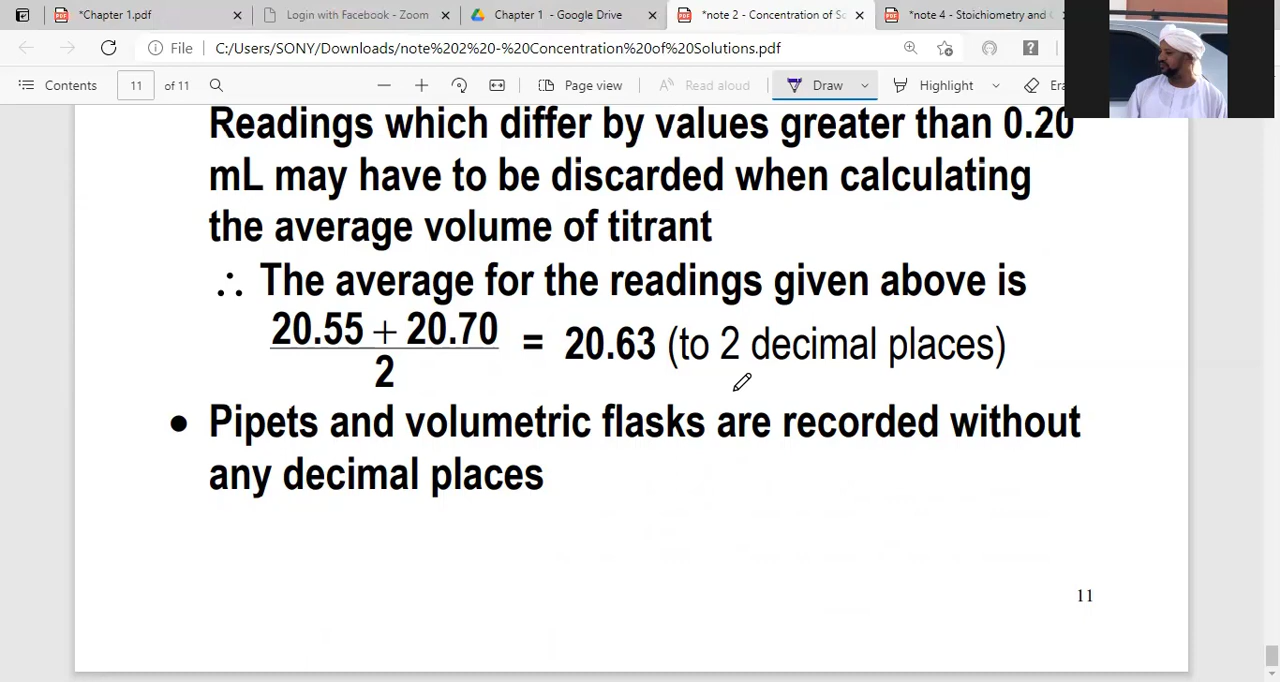 *Chapter 1.pdf
Login with Facebook - Zoom
Chapter 1 - Google Drive
*note 2 - Concentration of So
*note 4 - Stoichiometry and
File
C:/Users/SONY/Downloads/note%202%20-%20Concentration%20of%20Solutions.pdf
Contents
11
of 11
Page view
Read aloud
Draw
Highlight
Era
Readings which differ by values greater than 0.20
mL may have to be discarded when calculating
the average volume of titrant
∴ The average for the readings given above is
20.55 + 20.70
2
= 20.63 (to 2 decimal places)
• Pipets and volumetric flasks are recorded without
any decimal places
11